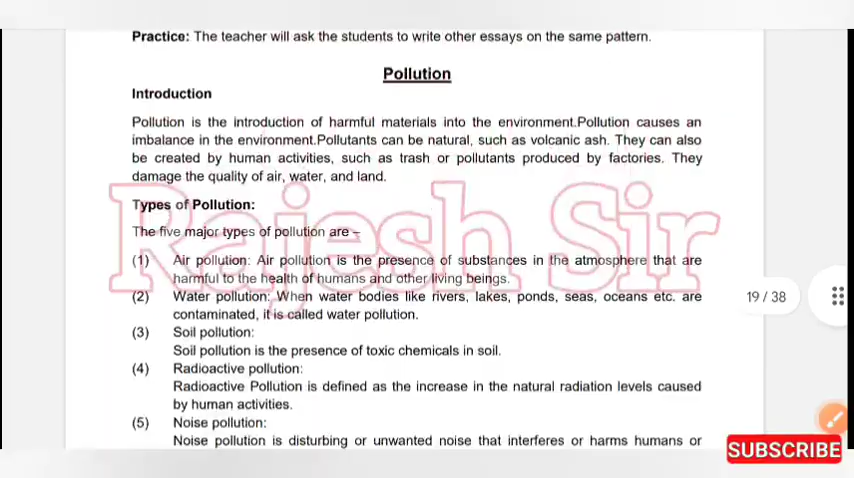 Practice: The teacher will ask the students to write other essays on the same pattern.
Pollution
Introduction
Pollution is the introduction of harmful materials into the environment.Pollution causes an
imbalance in the environment.Pollutants can be natural, such as volcanic ash. They can also
be created by human activities, such as trash or pollutants produced by factories. They
damage the quality of air, water, and land.
Rajesh Sir
Types of Pollution:
The five major types of pollution are –
(1) Air pollution: Air pollution is the presence of substances in the atmosphere that are
harmful to the health of humans and other living beings.
(2) Water pollution: When water bodies like rivers, lakes, ponds, seas, oceans etc. are
contaminated, it is called water pollution.
19 / 38
(3) Soil pollution:
Soil pollution is the presence of toxic chemicals in soil.
(4) Radioactive pollution:
Radioactive Pollution is defined as the increase in the natural radiation levels caused
by human activities.
(5) Noise pollution:
Noise pollution is disturbing or unwanted noise that interferes or harms humans or
SUBSCRIBE